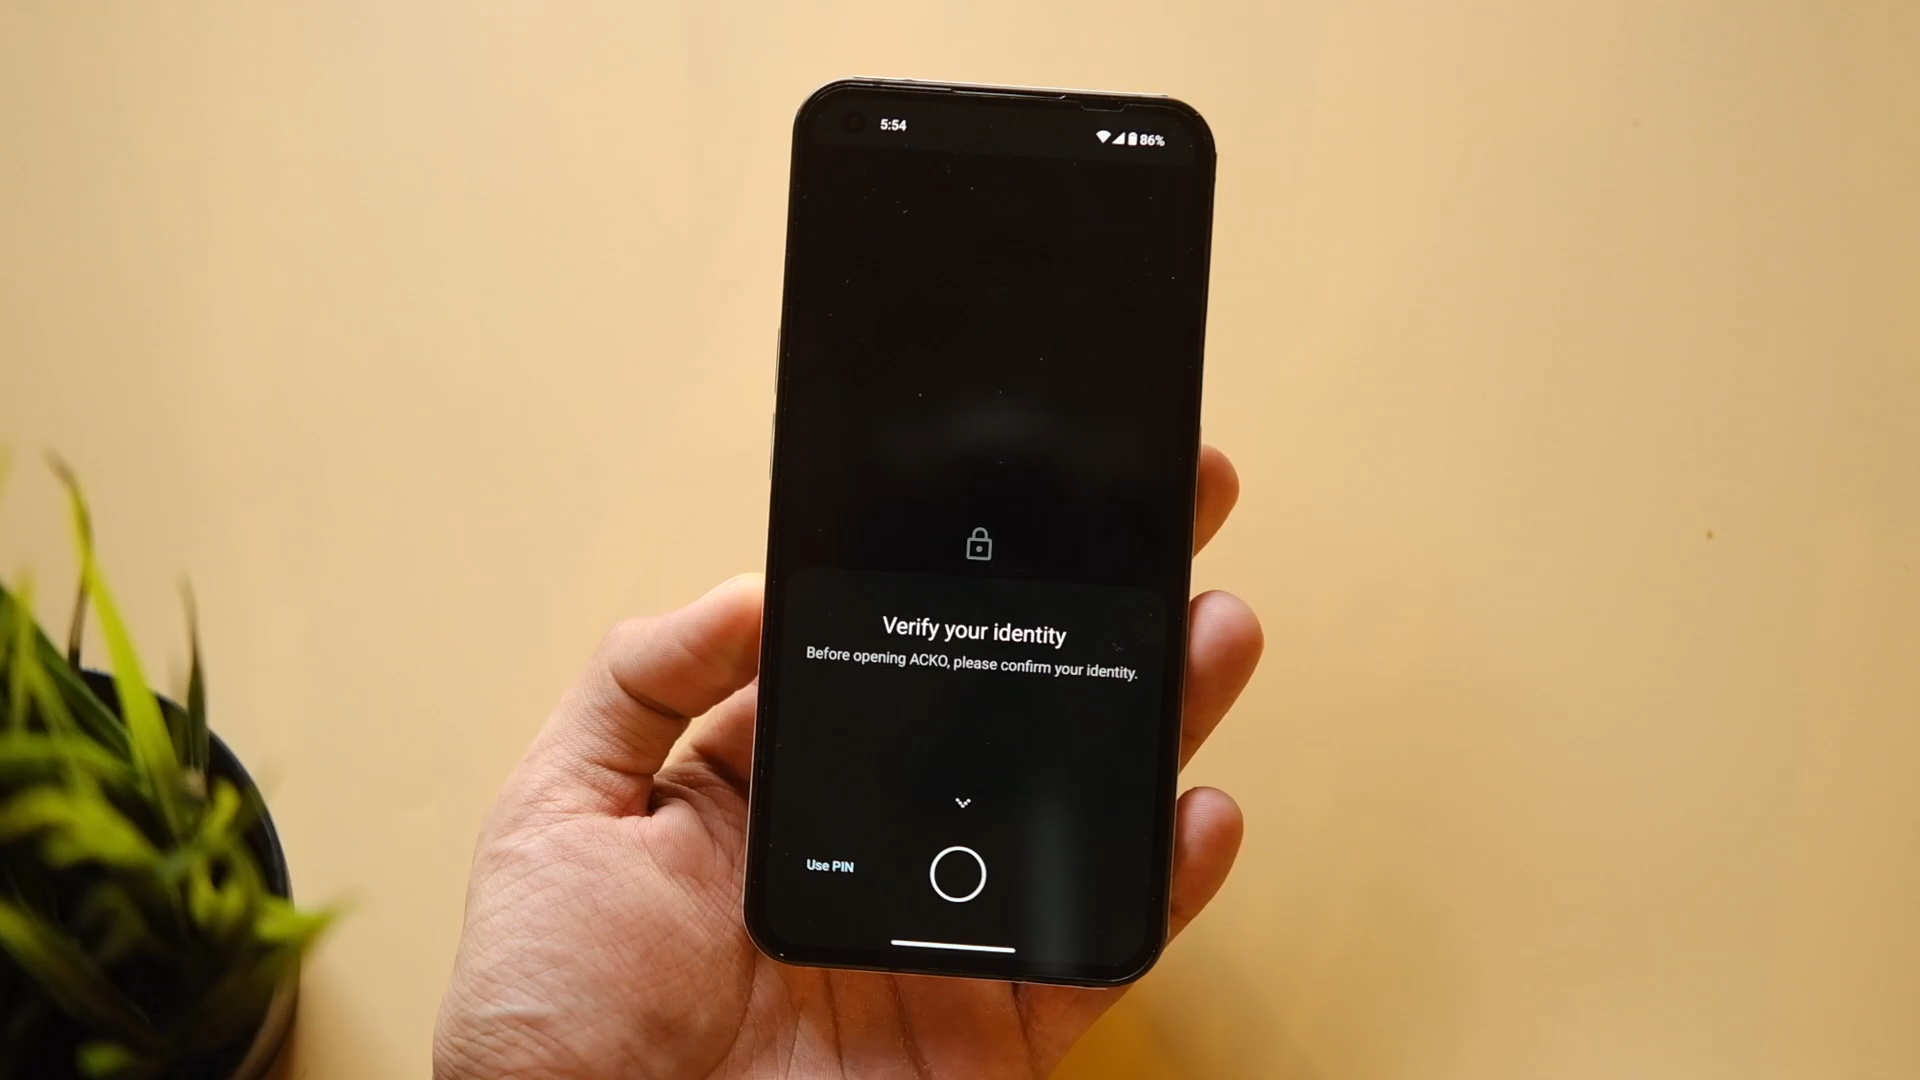 5:54
86%
Verify your identity
Before opening ACKO, please confirm your identity.
Use PIN